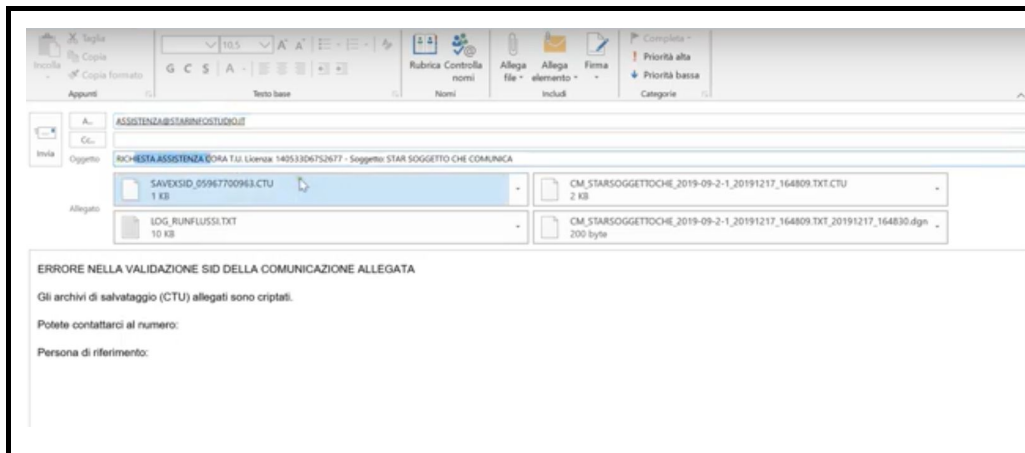 Taglia
Copia
Copia formato
Incolla
Appunti
10,5
G C S A
Testo base
Rubrica Controlla nomi
Nomi
Allega file Allega elemento Firma
Includi
Completa
Priorità alta
Priorità bassa
Categorie
Invia
A...
ASSISTENZA@STARINFOSTUDIO.IT
Cc...
Oggetto
RICHIESTA ASSISTENZA CORA T.U. Licenza: 140533D6752677 - Soggetto: STAR SOGGETTO CHE COMUNICA
Allegato
SAVEXSID_05967700963.CTU
1 KB
CM_STARSOGGETTOCHE_2019-09-2-1_20191217_164809.TXT.CTU
2 KB
LOG_RUNFLUSSI.TXT
10 KB
CM_STARSOGGETTOCHE_2019-09-2-1_20191217_164809.TXT_20191217_164830.dgn
200 byte
ERRORE NELLA VALIDAZIONE SID DELLA COMUNICAZIONE ALLEGATA
Gli archivi di salvataggio (CTU) allegati sono criptati.
Potete contattarci al numero:
Persona di riferimento: